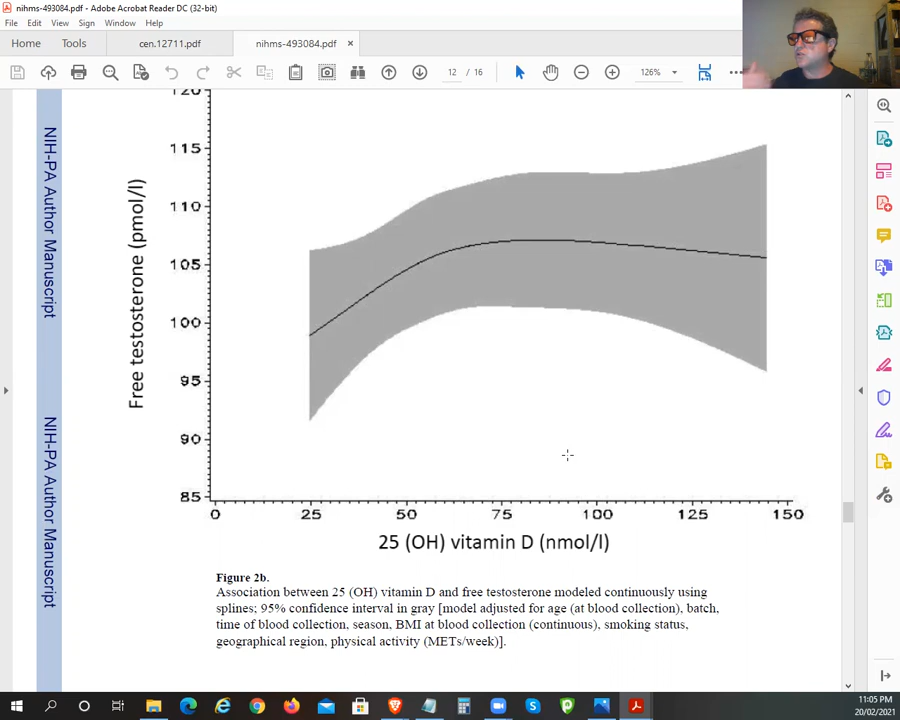 nihms-493084.pdf - Adobe Acrobat Reader DC (32-bit)
File Edit View Sign Window Help
Home Tools cen.12711.pdf nihms-493084.pdf ×
12 / 16 126%
NIH-PA Author Manuscript
NIH-PA Author Manuscript
Free testosterone (pmol/l)
120
115
110
105
100
95
90
85
0 25 50 75 100 125 150
25 (OH) vitamin D (nmol/l)
Figure 2b.
Association between 25 (OH) vitamin D and free testosterone modeled continuously using
splines; 95% confidence interval in gray [model adjusted for age (at blood collection), batch,
time of blood collection, season, BMI at blood collection (continuous), smoking status,
geographical region, physical activity (METs/week)].
11:05 PM
20/02/2021